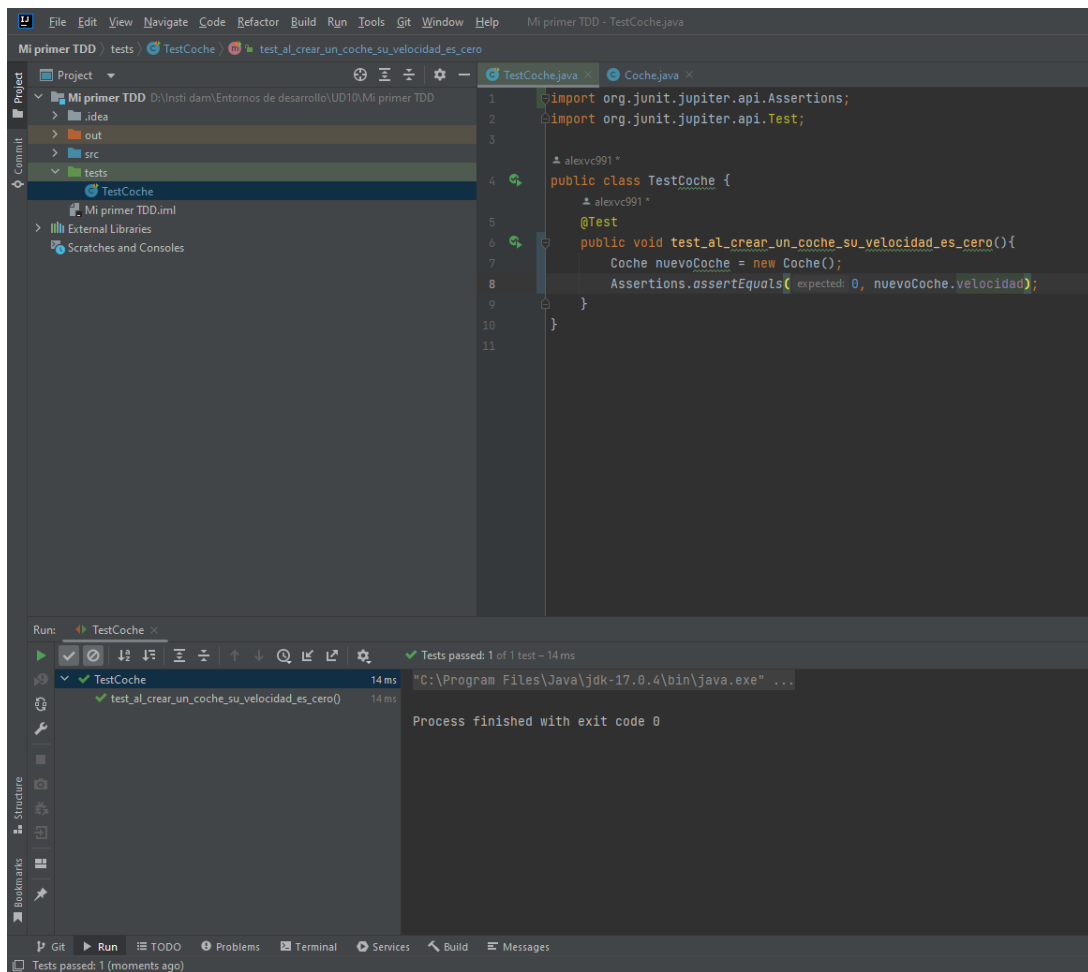 File Edit View Navigate Code Refactor Build Run Tools Git Window Help Mi primer TDD - TestCoche.java
Mi primer TDD tests TestCoche m test_al_crear_un_coche_su_velocidad_es_cero
Project
TestCoche.java Coche.java
Project
Commit
Mi primer TDD D:\Insti dam\Entornos de desarrollo\UD10\Mi primer TDD
.idea
out
src
tests
TestCoche
Mi primer TDD.iml
External Libraries
Scratches and Consoles
1 import org.junit.jupiter.api.Assertions;
2 import org.junit.jupiter.api.Test;
3
alexvc991 *
4 public class TestCoche {
alexvc991 *
5 @Test
6 public void test_al_crear_un_coche_su_velocidad_es_cero(){
7 Coche nuevoCoche = new Coche();
8 Assertions.assertEquals( expected: 0, nuevoCoche.velocidad);
9 }
10 }
11
Run: TestCoche
Tests passed: 1 of 1 test – 14 ms
TestCoche 14 ms
test_al_crear_un_coche_su_velocidad_es_cero() 14 ms
"C:\Program Files\Java\jdk-17.0.4\bin\java.exe" ...
Process finished with exit code 0
Structure
Bookmarks
Git Run TODO Problems Terminal Services Build Messages
Tests passed: 1 (moments ago)